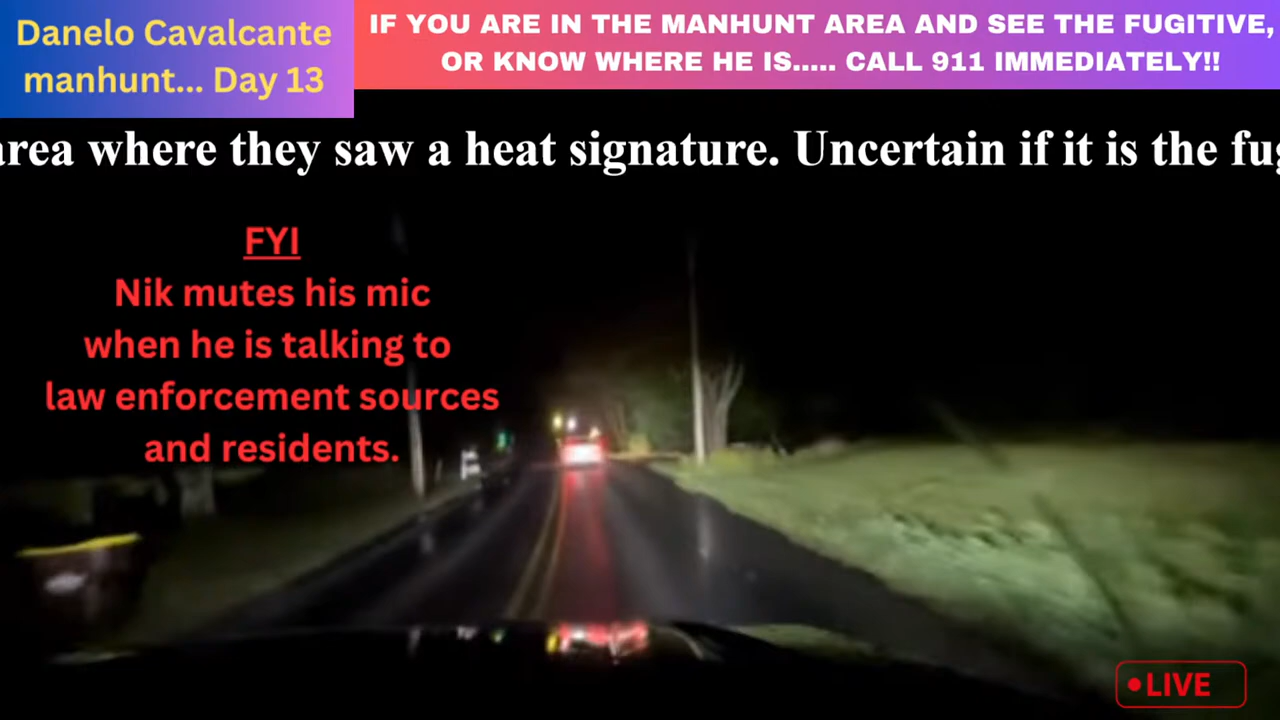 Danelo Cavalcante
manhunt... Day 13
IF YOU ARE IN THE MANHUNT AREA AND SEE THE FUGITIVE,
OR KNOW WHERE HE IS..... CALL 911 IMMEDIATELY!!
area where they saw a heat signature. Uncertain if it is the fug
FYI
Nik mutes his mic
when he is talking to
law enforcement sources
and residents.
LIVE